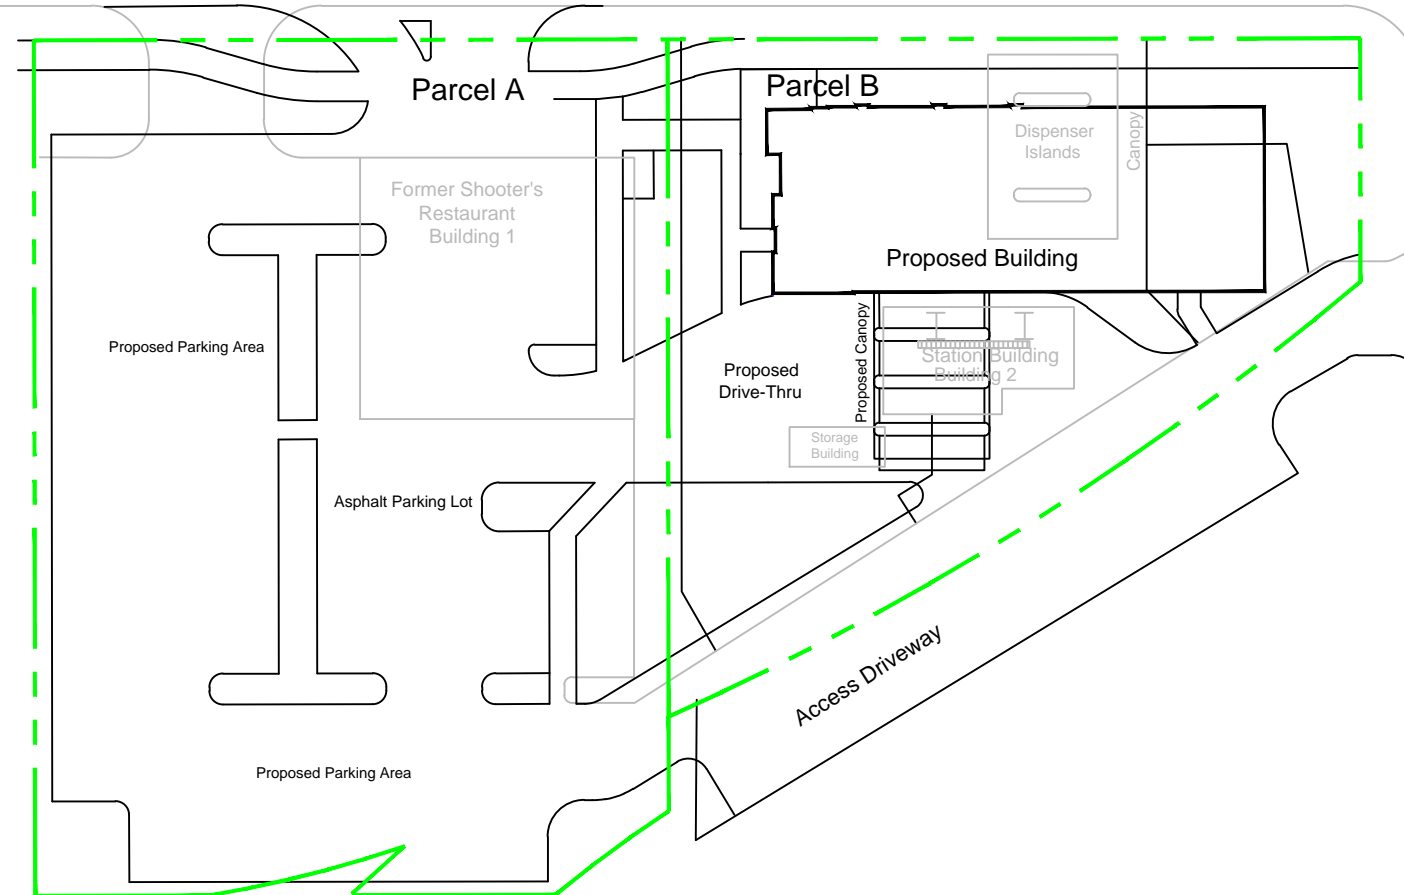 Parcel A
Parcel B
Dispenser
Islands
Canopy
Former Shooter's
Restaurant
Building 1
Proposed Building
Proposed Parking Area
Proposed
Drive-Thru
Proposed Canopy
Station Building
Building 2
Storage
Building
Asphalt Parking Lot
Access Driveway
Proposed Parking Area